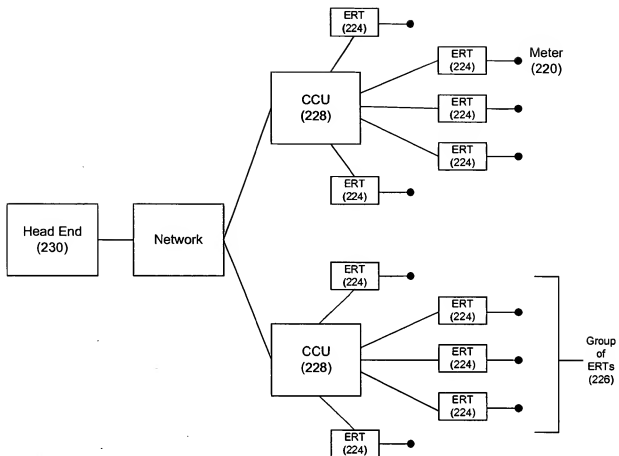 ERT
(224)
ERT
(224)
Meter
(220)
CCU
(228)
ERT
(224)
ERT
(224)
ERT
(224)
Head End
(230)
Network
ERT
(224)
ERT
(224)
CCU
(228)
ERT
(224)
Group
of
ERTs
(226)
ERT
(224)
ERT
(224)